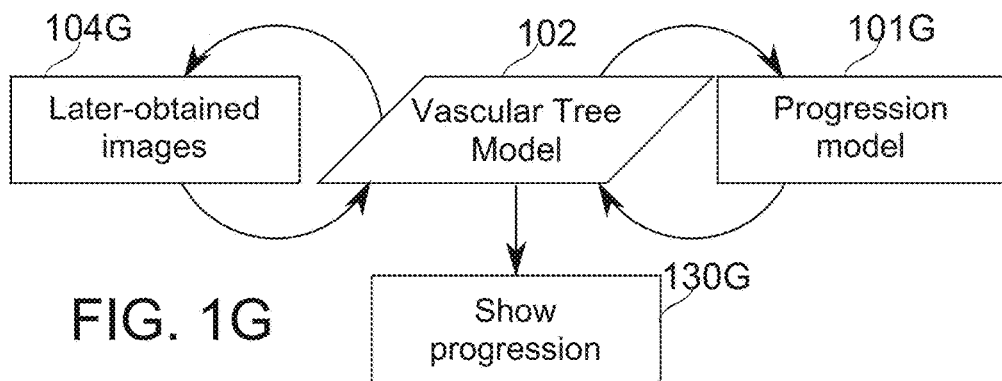 104G
102
101G
Later-obtained
images
Vascular Tree
Model
Progression
model
130G
Show
progression
FIG. 1G